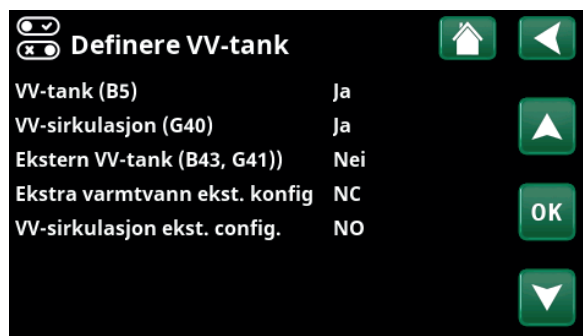 Definere VV-tank
VV-tank (B5) Ja
VV-sirkulasjon (G40) Ja
Ekstern VV-tank (B43, G41)) Nei
Ekstra varmtvann ekst. konfig NC
VV-sirkulasjon ekst. config. NO
OK